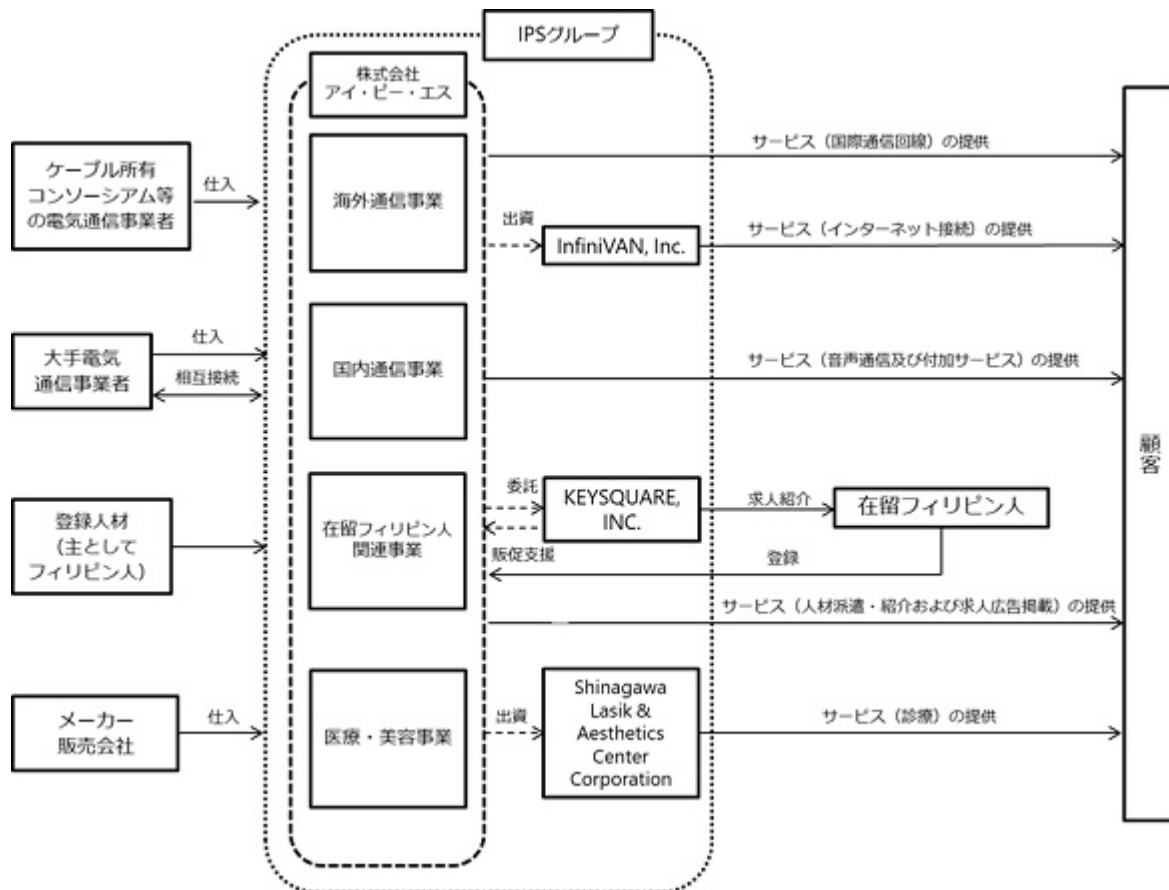 IPSグループ
株式会社
アイ・ピー・エス
ケーブル所有
コンソーシアム等
の電気通信事業者
仕入
海外通信事業
サービス（国際通信回線）の提供
出資
InfiniVAN, Inc.
サービス（インターネット接続）の提供
大手電気
通信事業者
仕入
相互接続
国内通信事業
サービス（音声通信及び付加サービス）の提供
顧客
登録人材
（主として
フィリピン人）
在留フィリピン人
関連事業
委託
KEYSQUARE,
INC.
求人紹介
在留フィリピン人
販促支援
登録
サービス（人材派遣・紹介および求人広告掲載）の提供
メーカー
販売会社
仕入
医療・美容事業
出資
Shinagawa
Lasik &
Aesthetics
Center
Corporation
サービス（診療）の提供